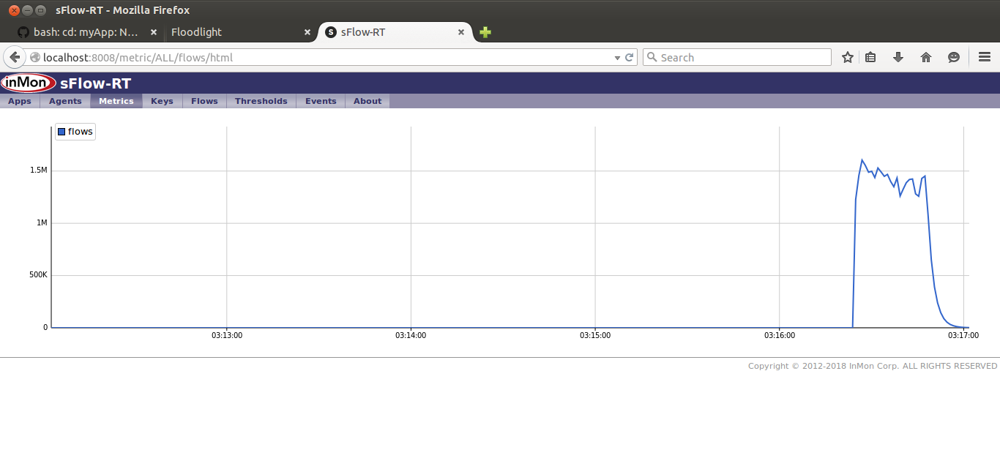 sFlow-RT - Mozilla Firefox
bash: cd: myApp: N... Floodlight sFlow-RT
localhost:8008/metric/ALL/flows/html Search
inMon sFlow-RT
Apps Agents Metrics Keys Flows Thresholds Events About
flows
1.5M
1M
500K
0
03:13:00 03:14:00 03:15:00 03:16:00 03:17:00
Copyright © 2012-2018 InMon Corp. ALL RIGHTS RESERVED